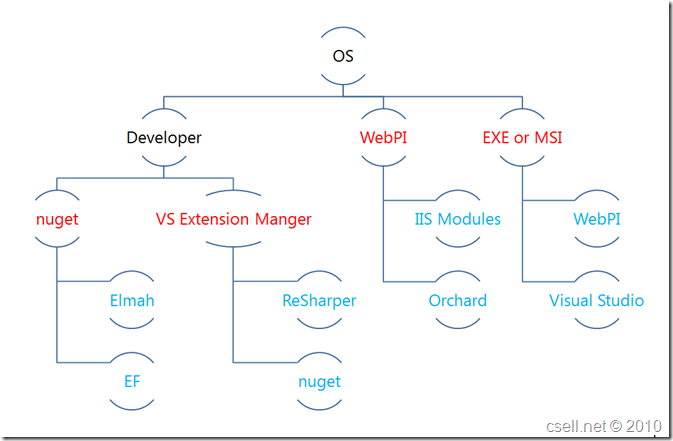 OS
Developer
WebPI
EXE or MSI
nuget
VS Extension Manger
IIS Modules
WebPI
Elmah
ReSharper
Orchard
Visual Studio
EF
nuget
csell.net © 2010